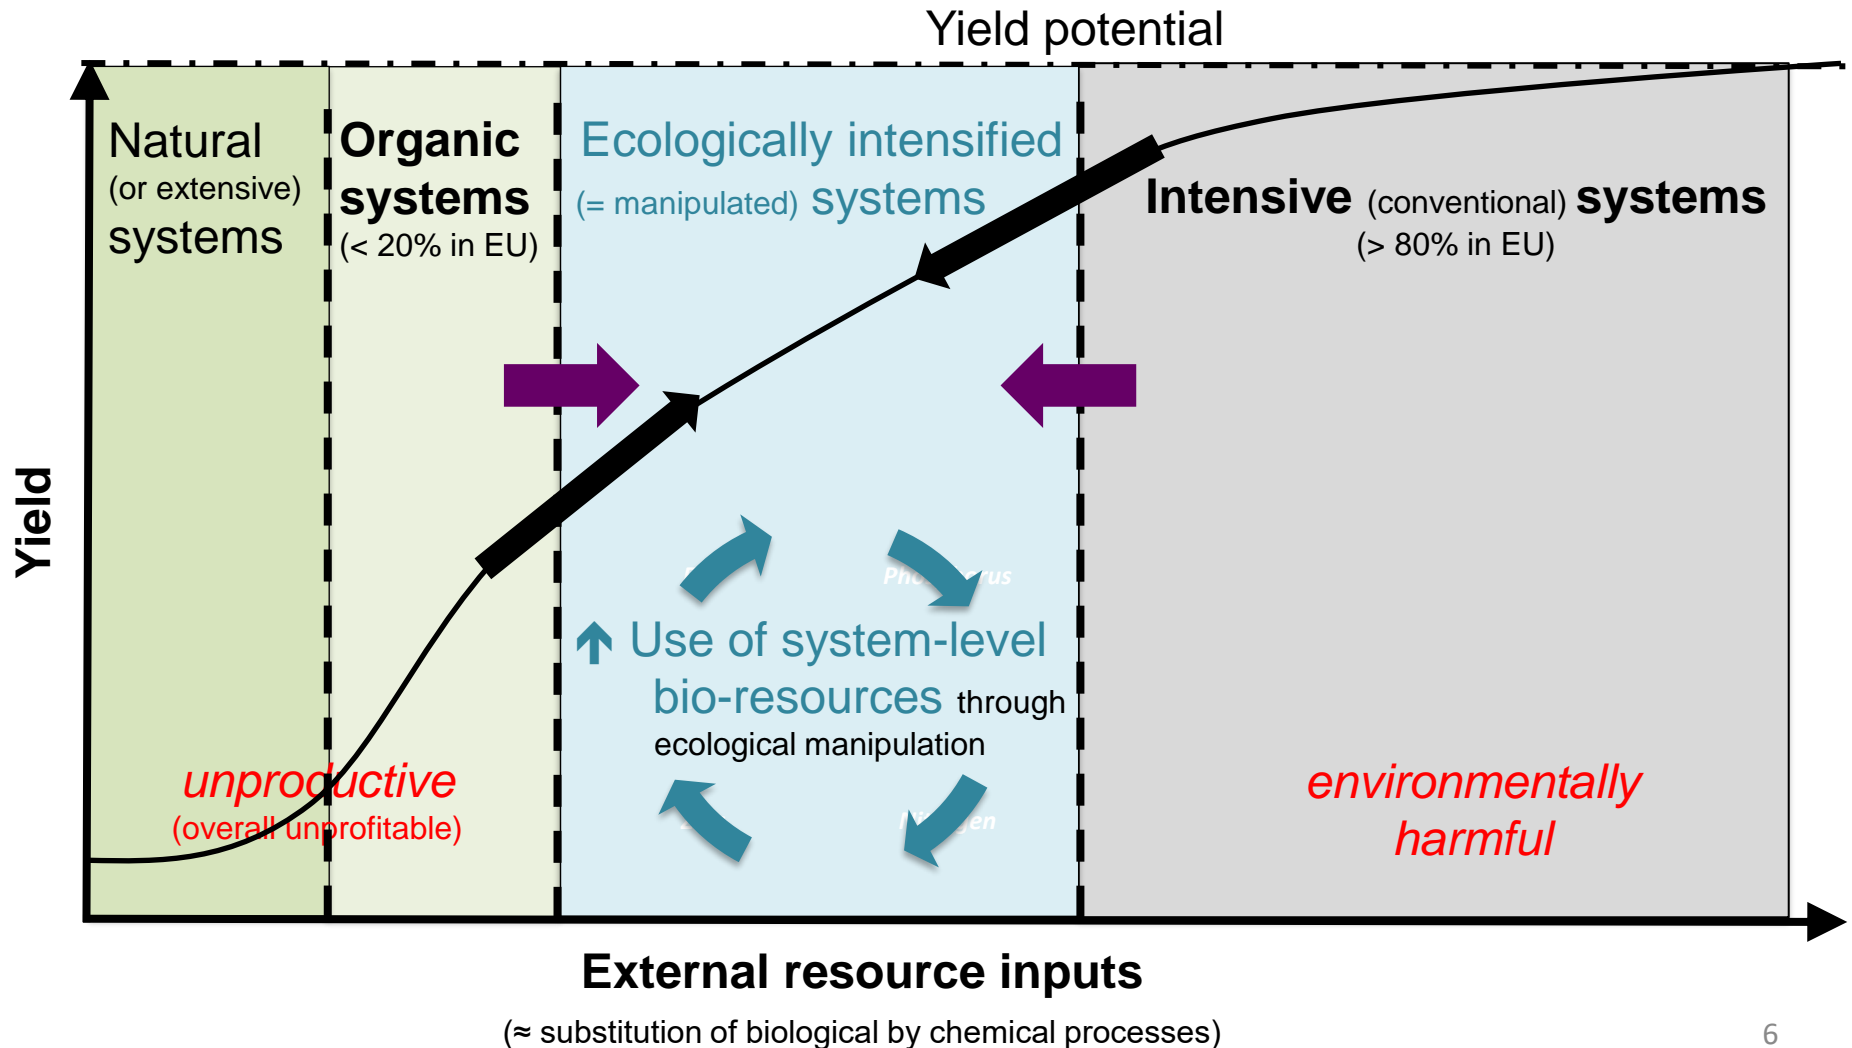 Yield potential
Natural
(or extensive)
systems
Organic
systems
(< 20% in EU)
Ecologically intensified
(= manipulated) systems
Intensive (conventional) systems
(> 80% in EU)
Yield
↑ Use of system-level
bio-resources through
ecological manipulation
unproductive
(overall unprofitable)
environmentally
harmful
External resource inputs
(≈ substitution of biological by chemical processes)
6